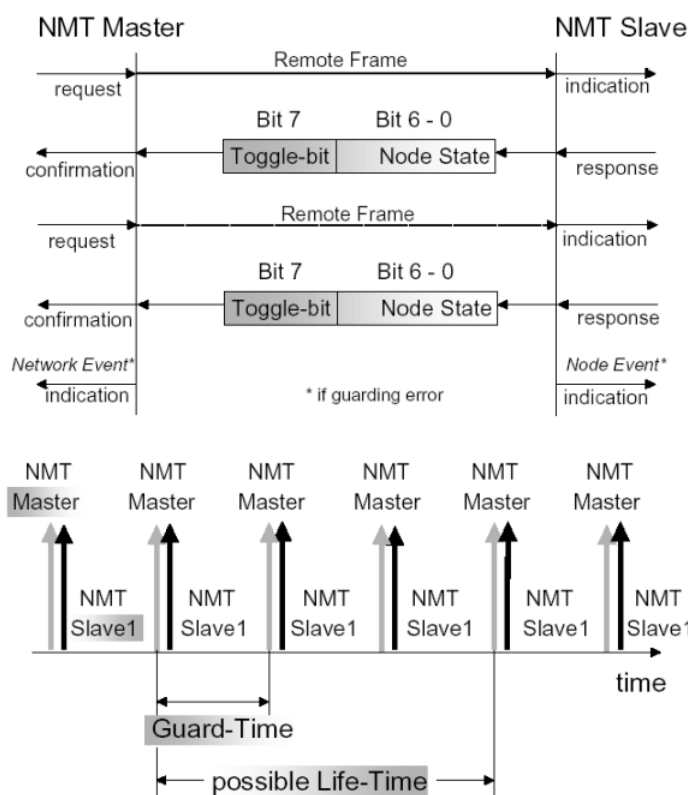 NMT Master NMT Slave
Remote Frame
request indication
Bit 7 Bit 6 - 0
Toggle-bit Node State
confirmation response
Remote Frame
request indication
Bit 7 Bit 6 - 0
Toggle-bit Node State
confirmation response
Network Event* Node Event*
indication * if guarding error indication
NMT NMT NMT NMT NMT NMT
Master Master Master Master Master Master
NMT NMT NMT NMT NMT NMT
Slave1 Slave1 Slave1 Slave1 Slave1 Slave1
time
Guard-Time
possible Life-Time